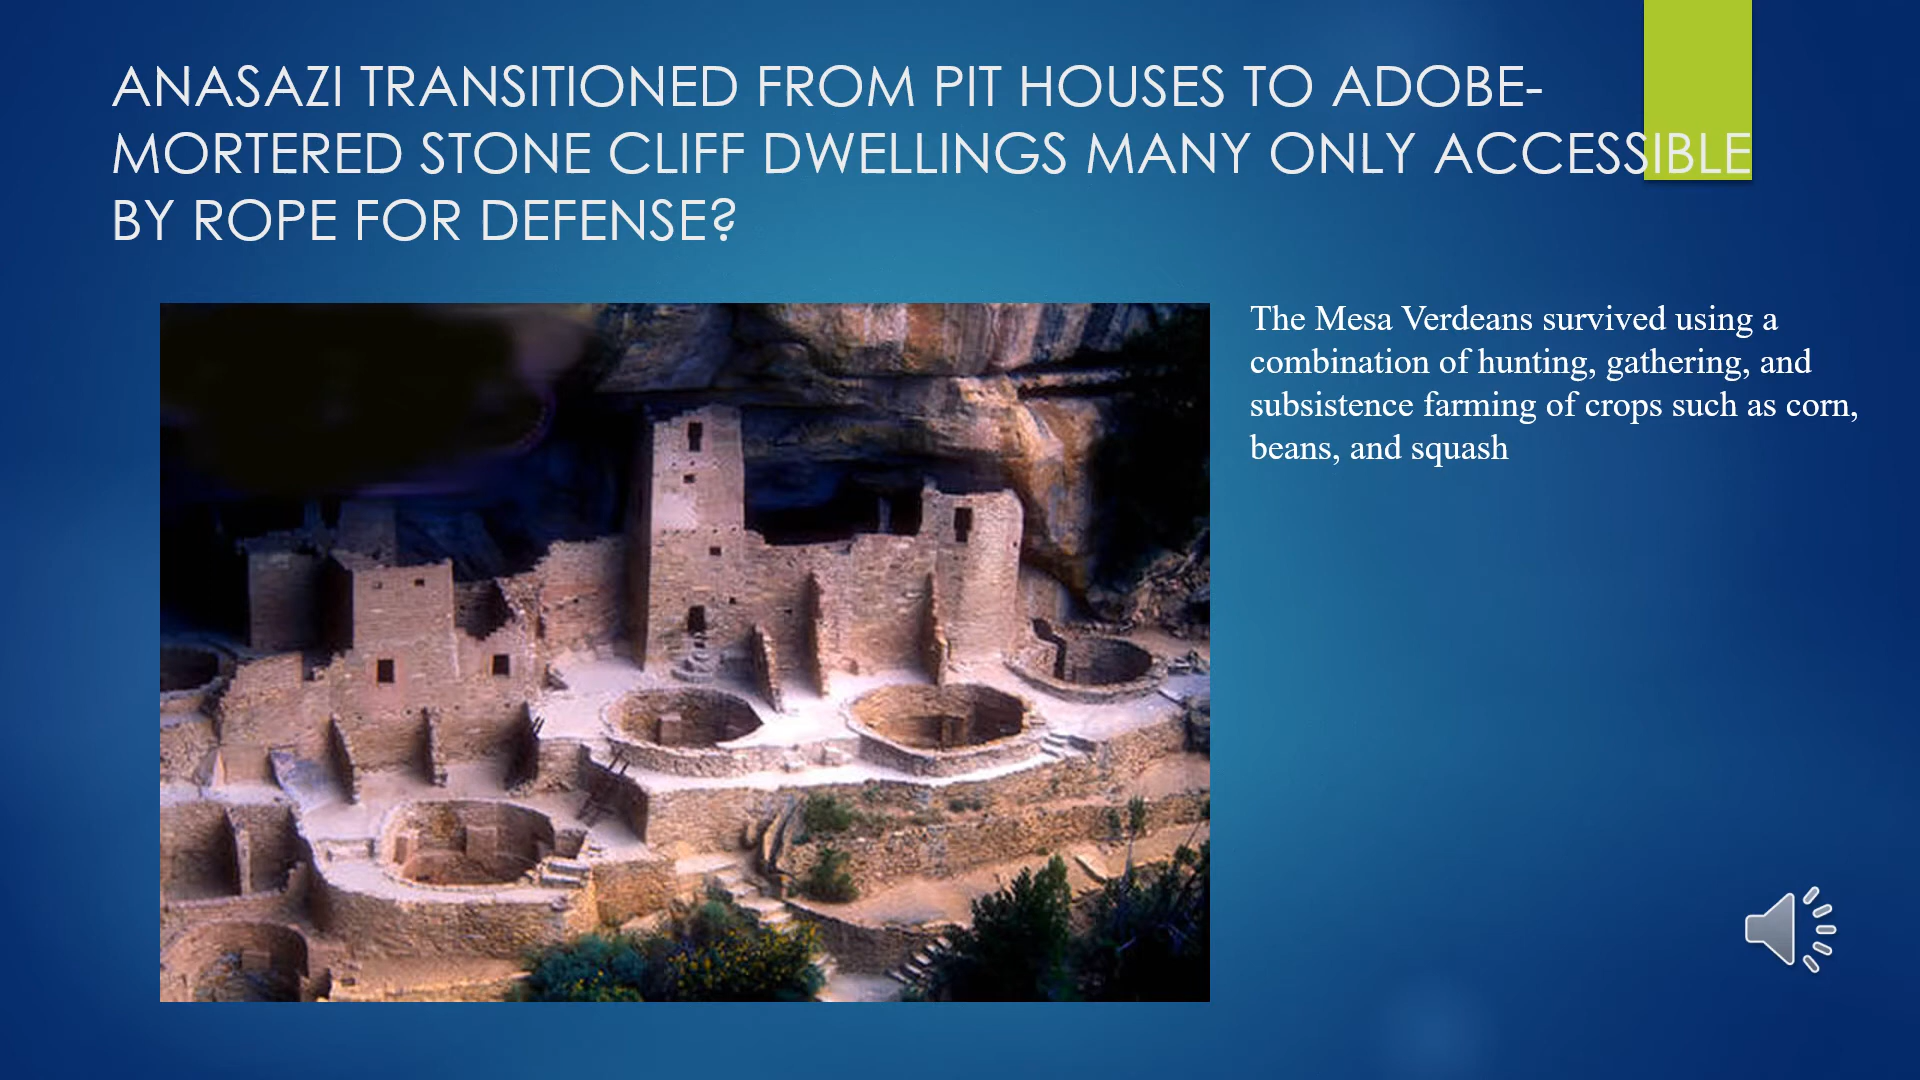 ANASAZI TRANSITIONED FROM PIT HOUSES TO ADOBE-
MORTERED STONE CLIFF DWELLINGS MANY ONLY ACCESSIBLE
BY ROPE FOR DEFENSE?
The Mesa Verdeans survived using a
combination of hunting, gathering, and
subsistence farming of crops such as corn,
beans, and squash